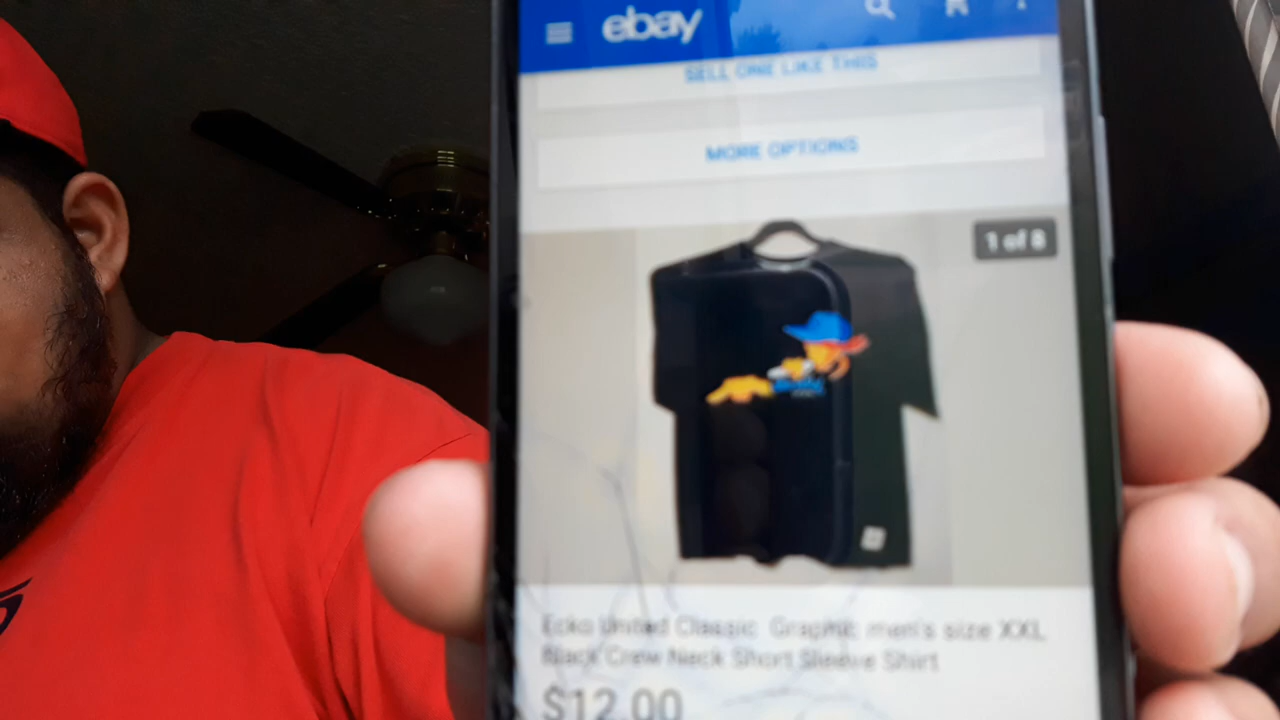 ebay
SELL ONE LIKE THIS
MORE OPTIONS
1 of 8
Ecko United Classic Graphic men's size XXL
Black Crew Neck Short Sleeve Shirt
$12.00